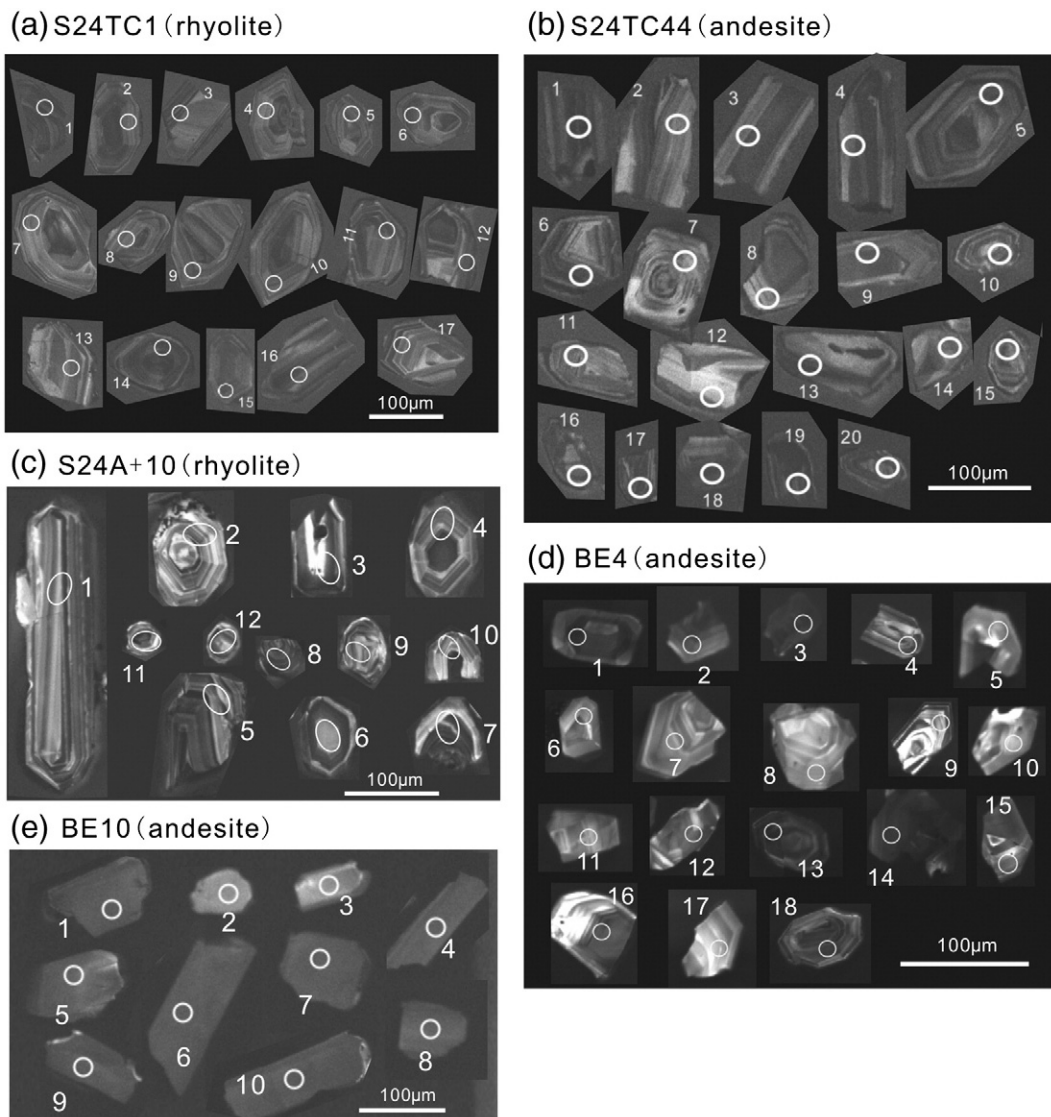 (a) S24TC1(rhyolite)
1 2 3 4 5 6
7 8 9 10 11 12
13 14 15 16 17
100μm
(b) S24TC44(andesite)
1 2 3 4 5
6 7 8 9 10
11 12 13 14 15
16 17 18 19 20
100μm
(c) S24A+10(rhyolite)
1 2 3 4
11 12 8 9 10
5 6 7
100μm
(d) BE4(andesite)
1 2 3 4 5
6 7 8 9 10
11 12 13 14 15
16 17 18
100μm
(e) BE10(andesite)
1 2 3 4
5 6 7 8
9 10
100μm